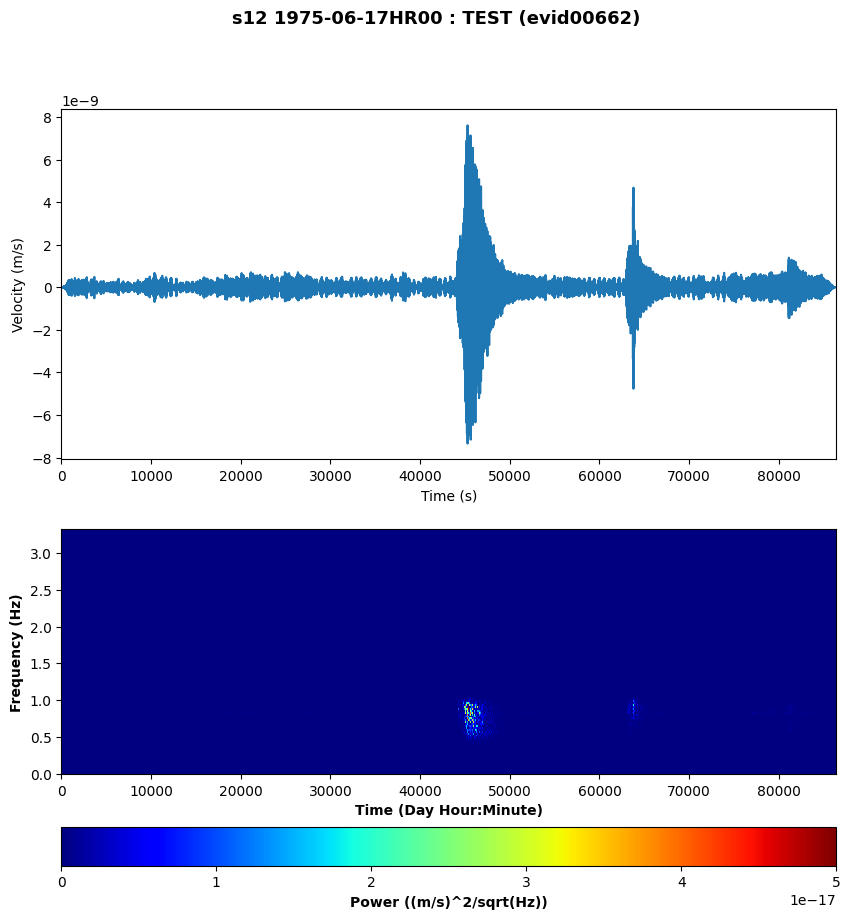 s12 1975-06-17HR00 : TEST (evid00662)
1e−9
8
6
4
2
0
−2
−4
−6
−8
Velocity (m/s)
0 10000 20000 30000 40000 50000 60000 70000 80000
Time (s)
3.0
2.5
2.0
1.5
1.0
0.5
0.0
Frequency (Hz)
0 10000 20000 30000 40000 50000 60000 70000 80000
Time (Day Hour:Minute)
0 1 2 3 4 5
1e−17
Power ((m/s)^2/sqrt(Hz))